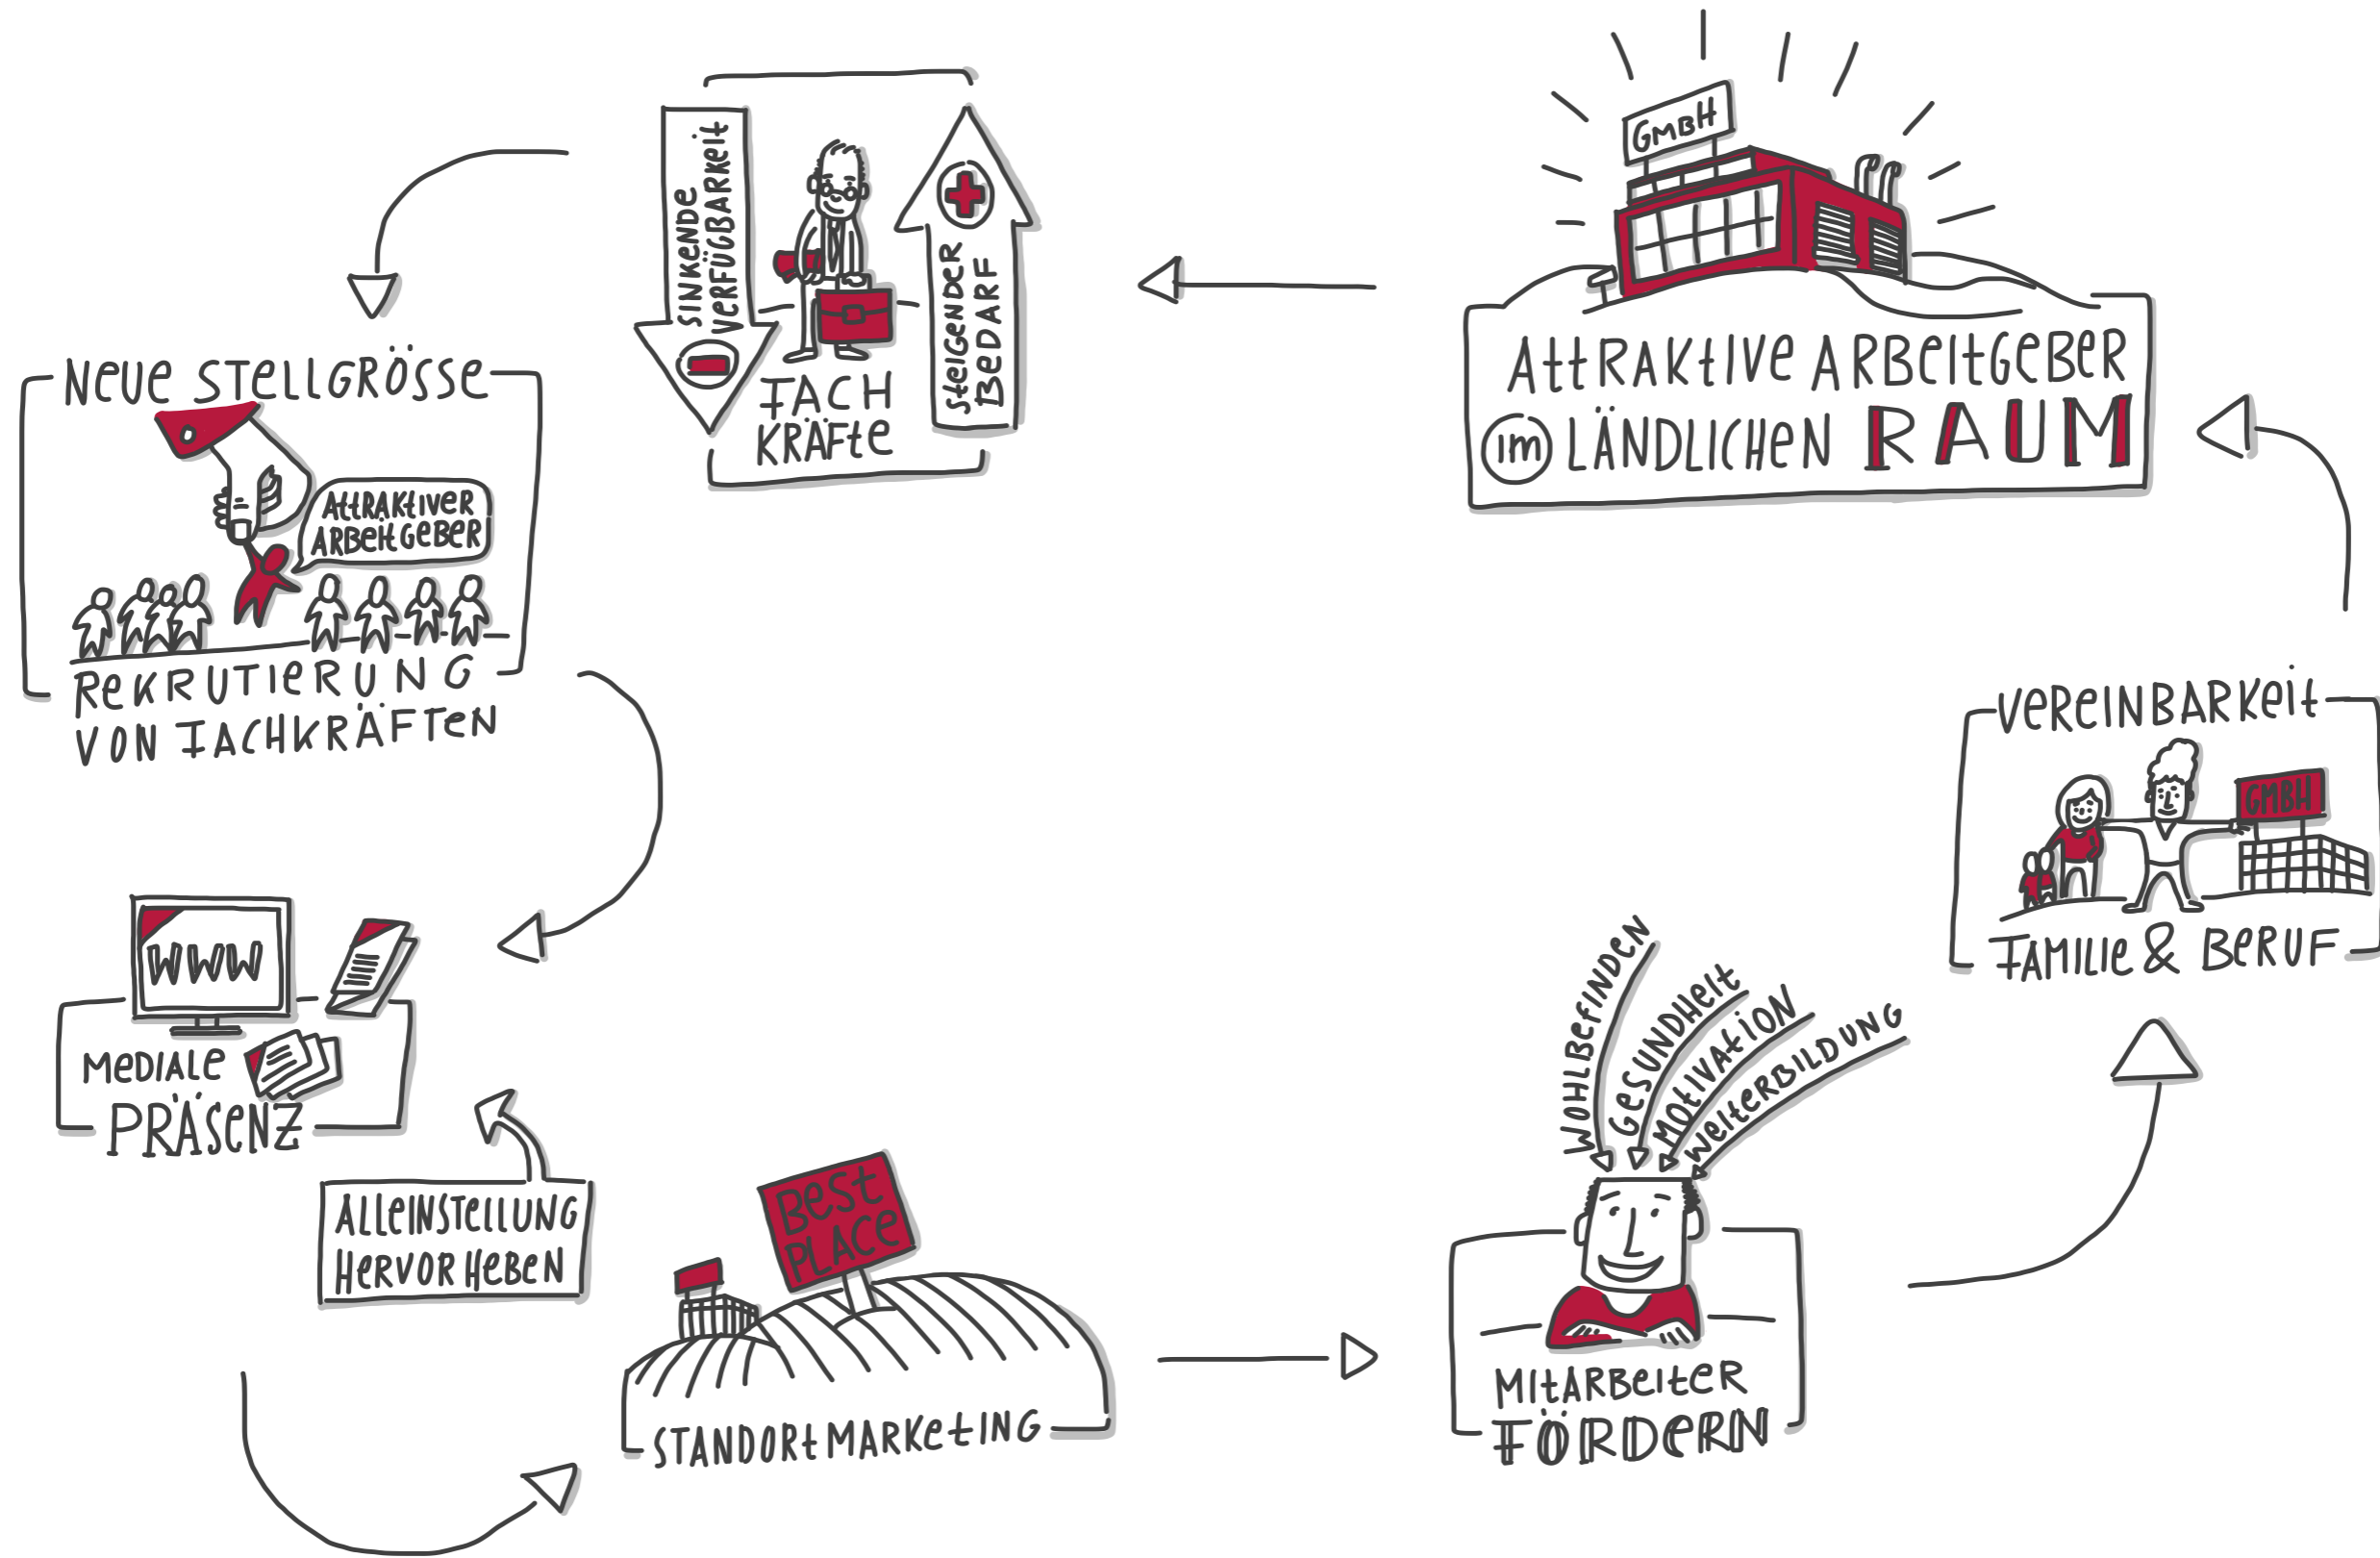 GMBH
ATTRAKTIVE ARBEITGEBER
IM LÄNDLICHEN RAUM
SINKENDE
VERFÜGBARKEIT
FACH
KRÄFTE
STEIGENDER
BEDARF
NEUE STELLGRÖSSE
ATTRAKTIVER
ARBEITGEBER
REKRUTIERUNG
VON FACHKRÄFTEN
WWW
MEDIALE
PRÄSENZ
ALLEINSTELLUNG
HERVORHEBEN
BEST
PLACE
STANDORTMARKETING
WOHLBEFINDEN
GESUNDHEIT
MOTIVATION
WEITERBILDUNG
MITARBEITER
FÖRDERN
VEREINBARKEIT
GMBH
FAMILIE & BERUF